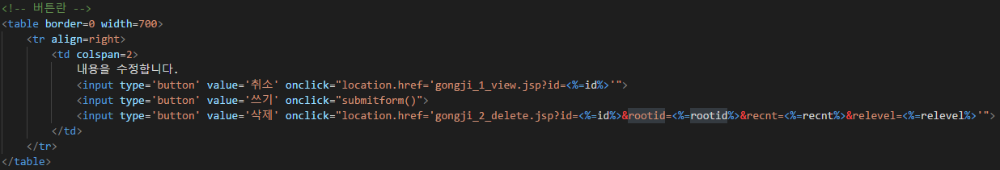 <!-- 버튼란 -->
<table border=0 width=700>
<tr align=right>
<td colspan=2>
내용을 수정합니다.
<input type='button' value='취소' onclick="location.href='gongji_1_view.jsp?id=<%=id%>'">
<input type='button' value='쓰기' onclick="submitform()">
<input type='button' value='삭제' onclick="location.href='gongji_2_delete.jsp?id=<%=id%>&rootid=<%=rootid%>&recnt=<%=recnt%>&relevel=<%=relevel%>'">
</td>
</tr>
</table>